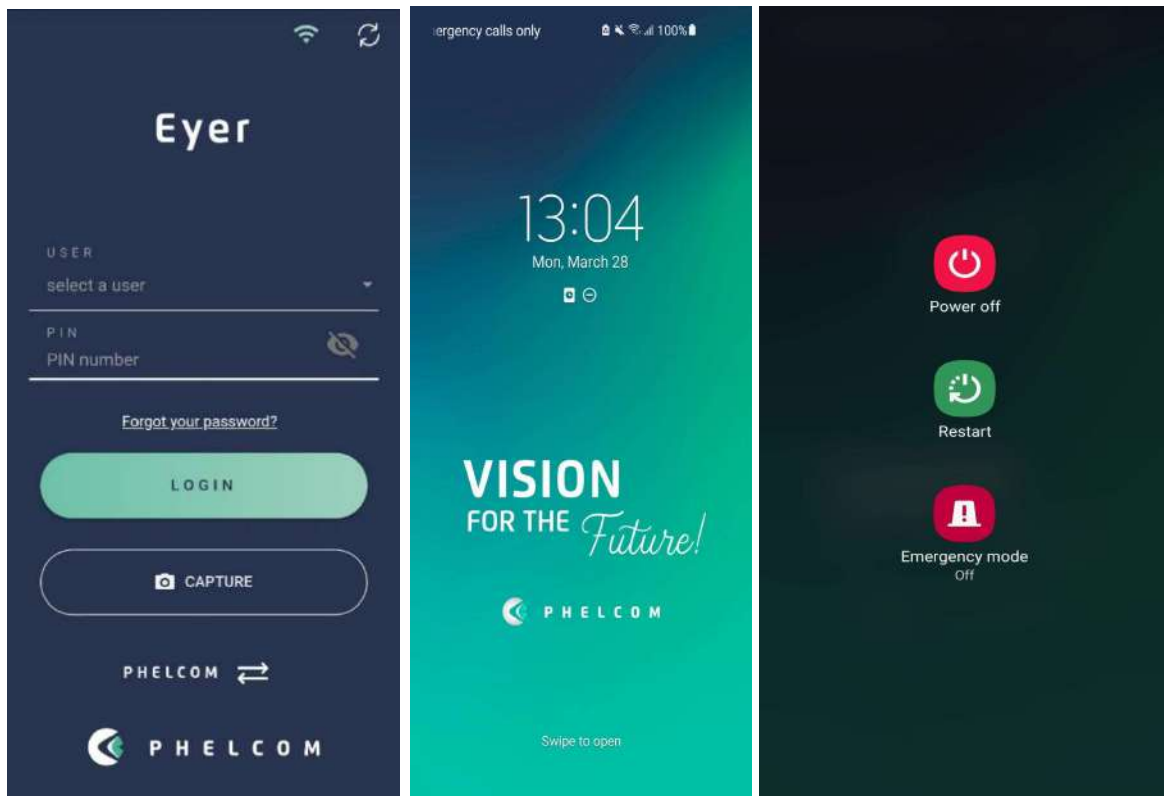 Eyer
USER
select a user
PIN
PIN number
Forgot your password?
LOGIN
CAPTURE
PHELCOM
PHELCOM
ergency calls only 100%
13:04
Mon, March 28
VISION
FOR THE Future!
PHELCOM
Swipe to open
Power off
Restart
Emergency mode
Off